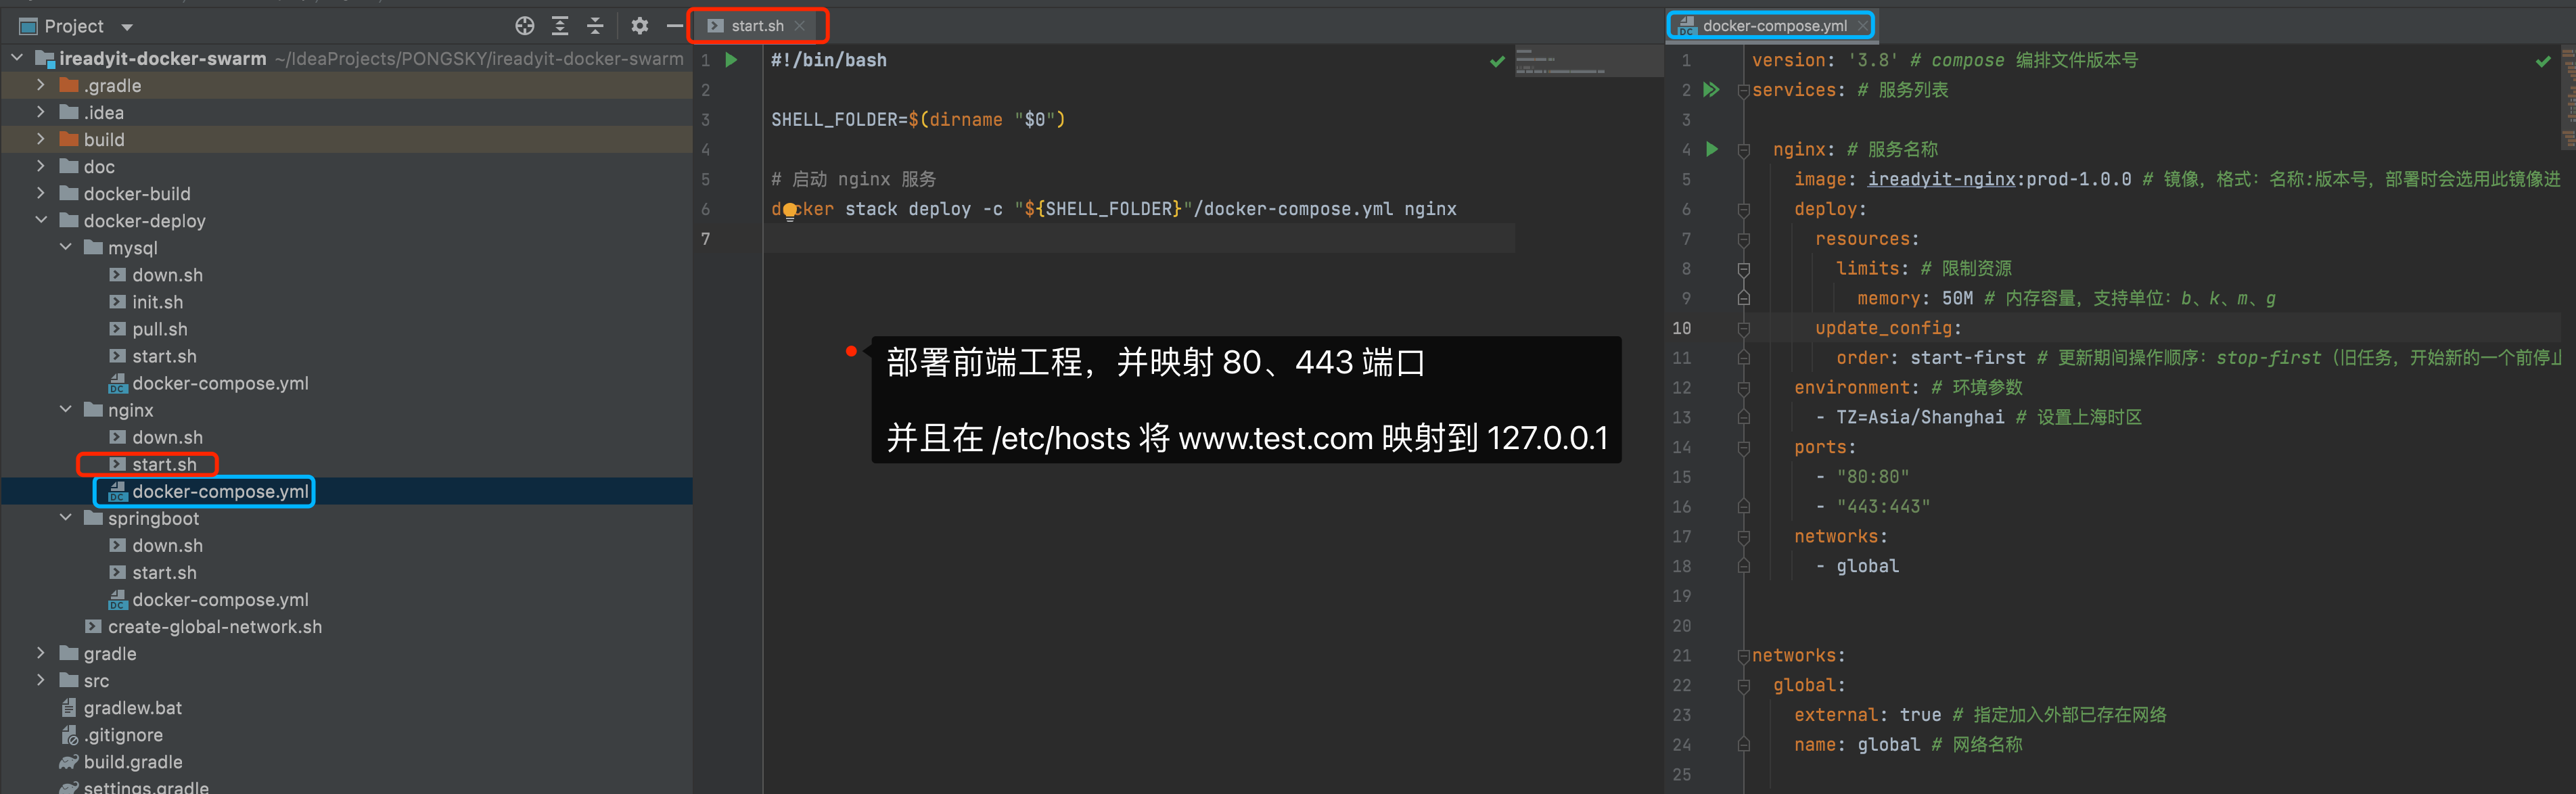 Project
ireadyit-docker-swarm ~/IdeaProjects/PONGSKY/ireadyit-docker-swarm
.gradle
.idea
build
doc
docker-build
docker-deploy
mysql
down.sh
init.sh
pull.sh
start.sh
docker-compose.yml
nginx
down.sh
start.sh
docker-compose.yml
springboot
down.sh
start.sh
docker-compose.yml
create-global-network.sh
gradle
src
gradlew.bat
.gitignore
build.gradle
settings.gradle
start.sh
1 #!/bin/bash
2
3 SHELL_FOLDER=$(dirname "$0")
4
5 # 启动 nginx 服务
6 docker stack deploy -c "${SHELL_FOLDER}"/docker-compose.yml nginx
7
部署前端工程，并映射 80、443 端口
并且在 /etc/hosts 将 www.test.com 映射到 127.0.0.1
docker-compose.yml
1 version: '3.8' # compose 编排文件版本号
2 services: # 服务列表
3
4 nginx: # 服务名称
5 image: ireadyit-nginx:prod-1.0.0 # 镜像，格式：名称:版本号，部署时会选用此镜像进
6 deploy:
7 resources:
8 limits: # 限制资源
9 memory: 50M # 内存容量，支持单位：b、k、m、g
10 update_config:
11 order: start-first # 更新期间操作顺序：stop-first（旧任务，开始新的一个前停止
12 environment: # 环境参数
13 - TZ=Asia/Shanghai # 设置上海时区
14 ports:
15 - "80:80"
16 - "443:443"
17 networks:
18 - global
19
20
21 networks:
22 global:
23 external: true # 指定加入外部已存在网络
24 name: global # 网络名称
25